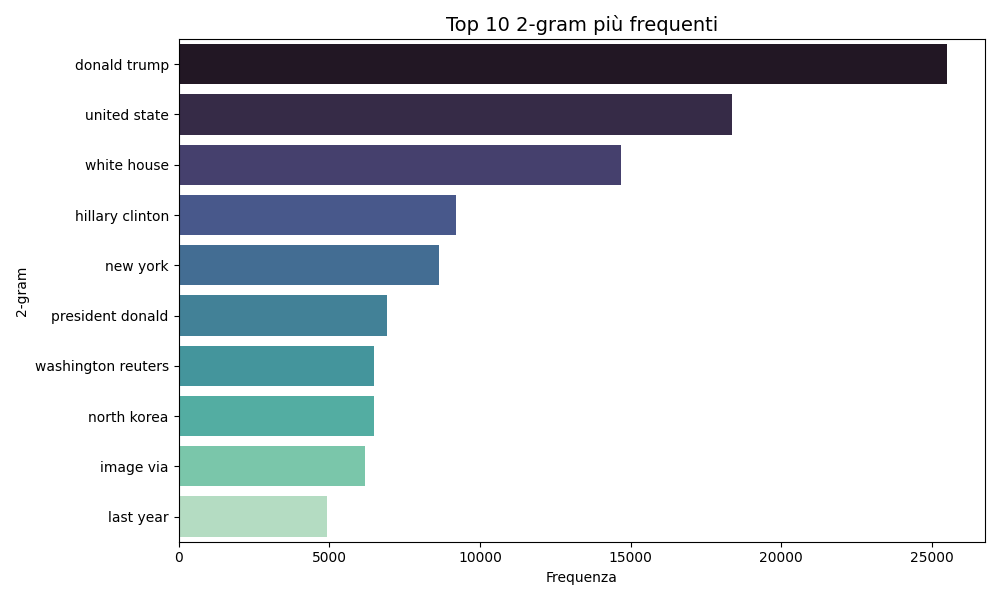 Top 10 2-gram più frequenti
2-gram
donald trump
united state
white house
hillary clinton
new york
president donald
washington reuters
north korea
image via
last year
0
5000
10000
15000
20000
25000
Frequenza